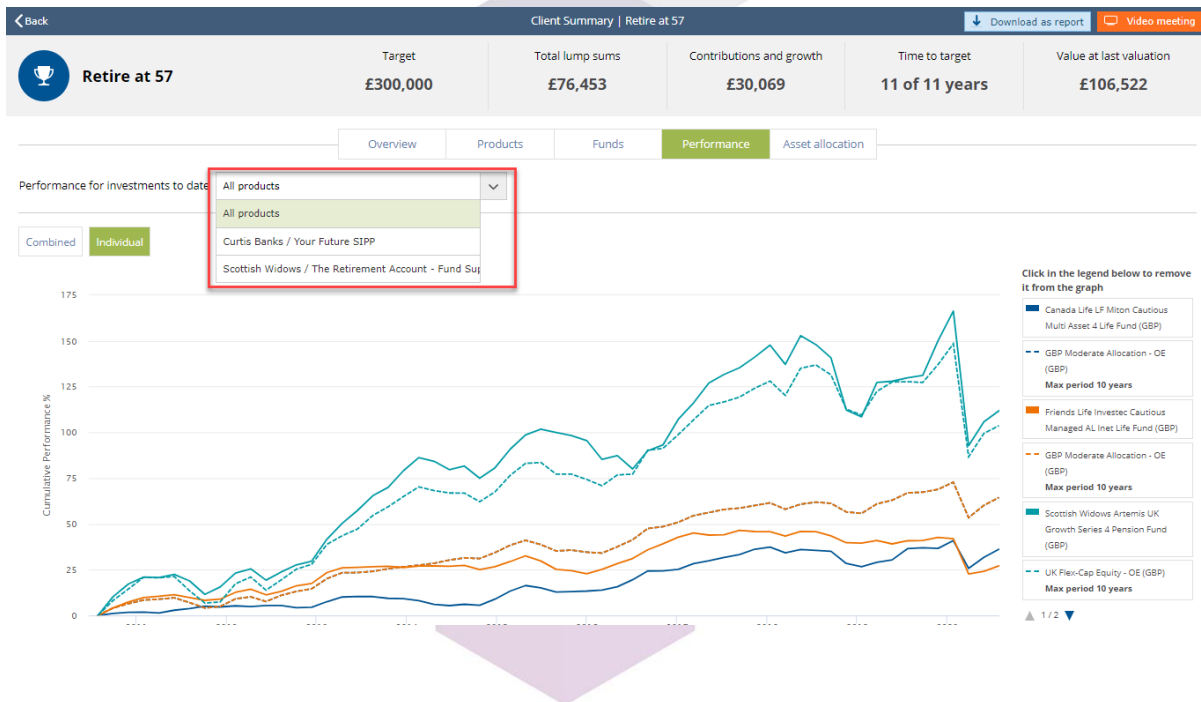 Back
Client Summary | Retire at 57
Download as report
Video meeting
Retire at 57
Target
£300,000
Total lump sums
£76,453
Contributions and growth
£30,069
Time to target
11 of 11 years
Value at last valuation
£106,522
Overview
Products
Funds
Performance
Asset allocation
Performance for investments to date
All products
All products
Curtis Banks / Your Future SIPP
Scottish Widows / The Retirement Account - Fund Sup
Combined
Individual
Click in the legend below to remove
it from the graph
Canada Life LF Miton Cautious
Multi Asset 4 Life Fund (GBP)
GBP Moderate Allocation - OE
(GBP)
Max period 10 years
Friends Life Investec Cautious
Managed AL Inet Life Fund (GBP)
GBP Moderate Allocation - OE
(GBP)
Max period 10 years
Scottish Widows Artemis UK
Growth Series 4 Pension Fund
(GBP)
UK Flex-Cap Equity - OE (GBP)
Max period 10 years
1/2
Cumulative Performance %
175
150
125
100
75
50
25
0